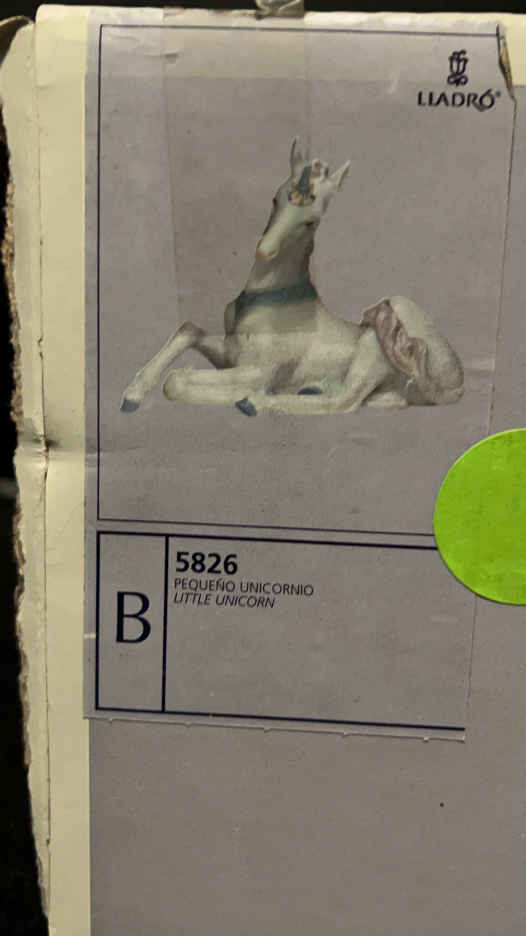 LLADRÓ®
B
5826
PEQUEÑO UNICORNIO
LITTLE UNICORN